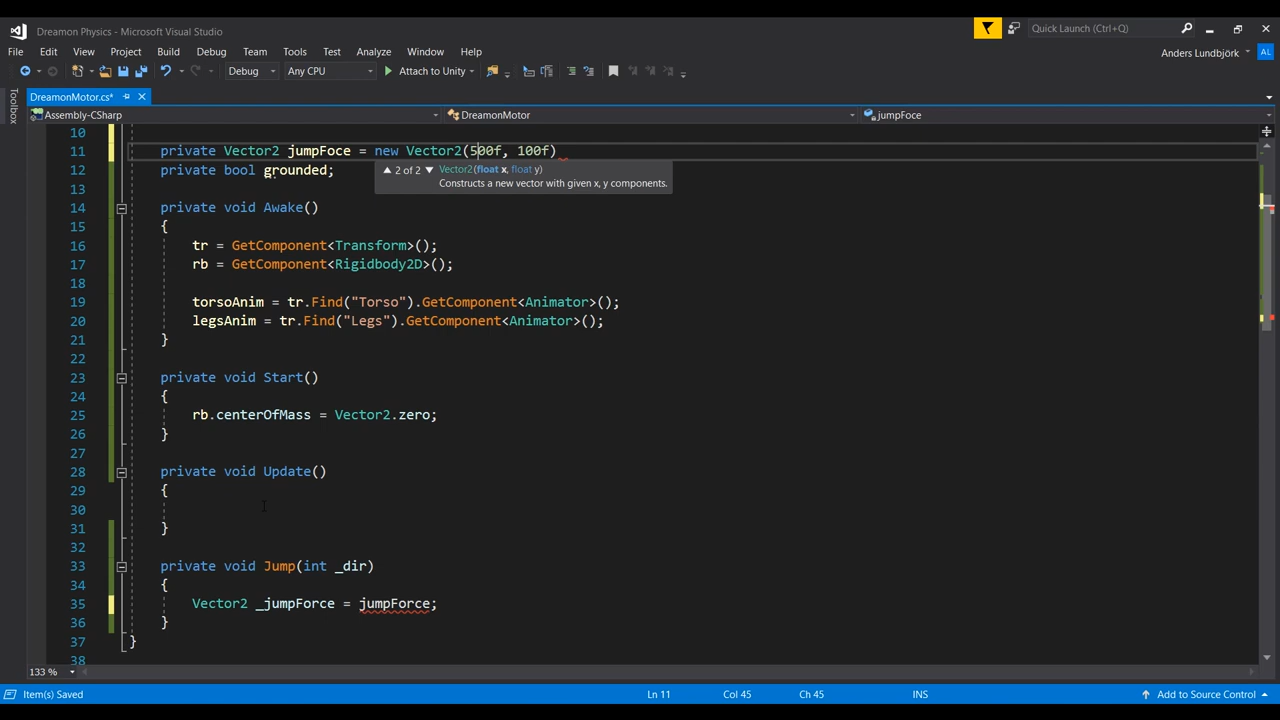 Dreamon Physics - Microsoft Visual Studio
Quick Launch (Ctrl+Q)
File Edit View Project Build Debug Team Tools Test Analyze Window Help
Anders Lundbjörk AL
Debug Any CPU Attach to Unity
Toolbox
DreamonMotor.cs*
Assembly-CSharp DreamonMotor jumpFoce
10
11 private Vector2 jumpFoce = new Vector2(500f, 100f)
12 private bool grounded;
2 of 2 Vector2(float x, float y)
Constructs a new vector with given x, y components.
13
14 private void Awake()
15 {
16 tr = GetComponent<Transform>();
17 rb = GetComponent<Rigidbody2D>();
18
19 torsoAnim = tr.Find("Torso").GetComponent<Animator>();
20 legsAnim = tr.Find("Legs").GetComponent<Animator>();
21 }
22
23 private void Start()
24 {
25 rb.centerOfMass = Vector2.zero;
26 }
27
28 private void Update()
29 {
30
31 }
32
33 private void Jump(int _dir)
34 {
35 Vector2 _jumpForce = jumpForce;
36 }
37 }
38
133 %
Item(s) Saved Ln 11 Col 45 Ch 45 INS Add to Source Control